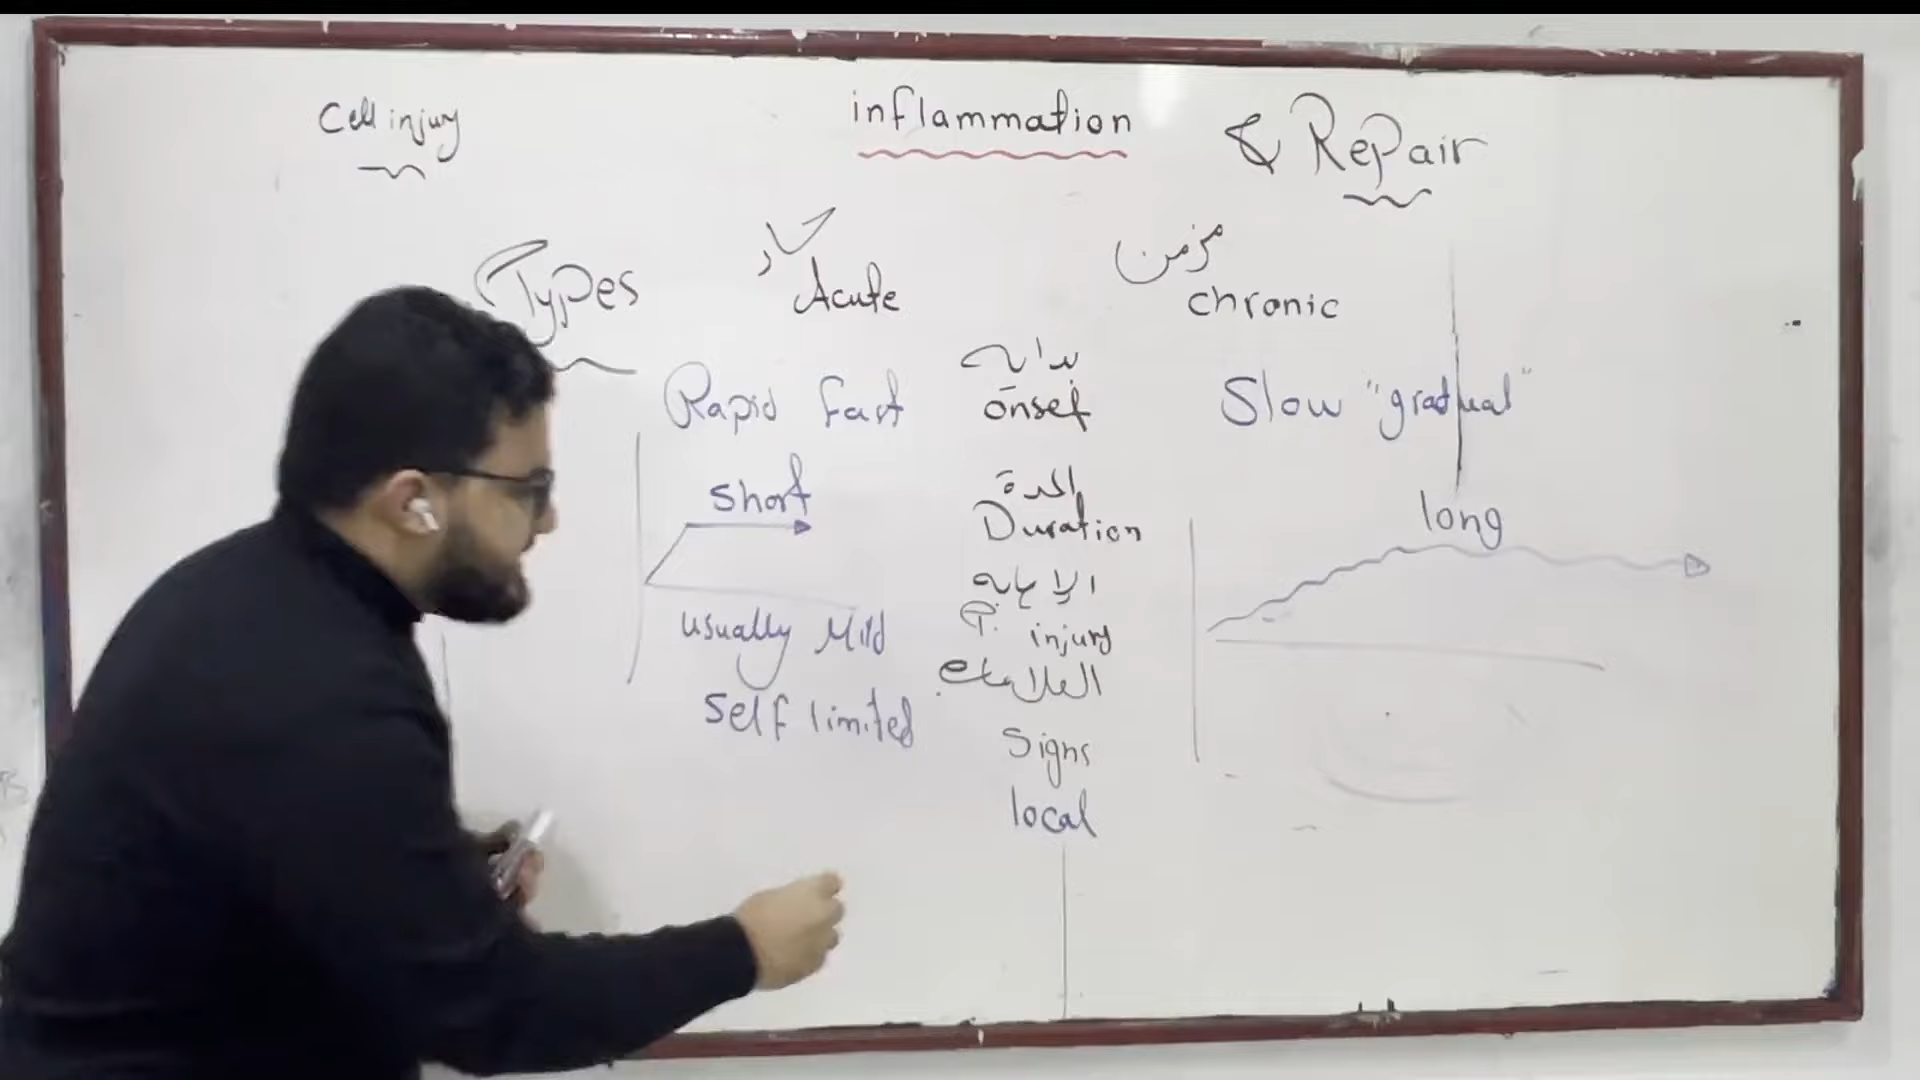 Cell injury
inflammation
& Repair
Types
حاد
Acute
مزمن
chronic
بداية
Rapid fast
onset
Slow "gradual"
المدة
short
Duration
long
الإصابة
usually Mild
T. injury
العلامات
self limited
Signs
local